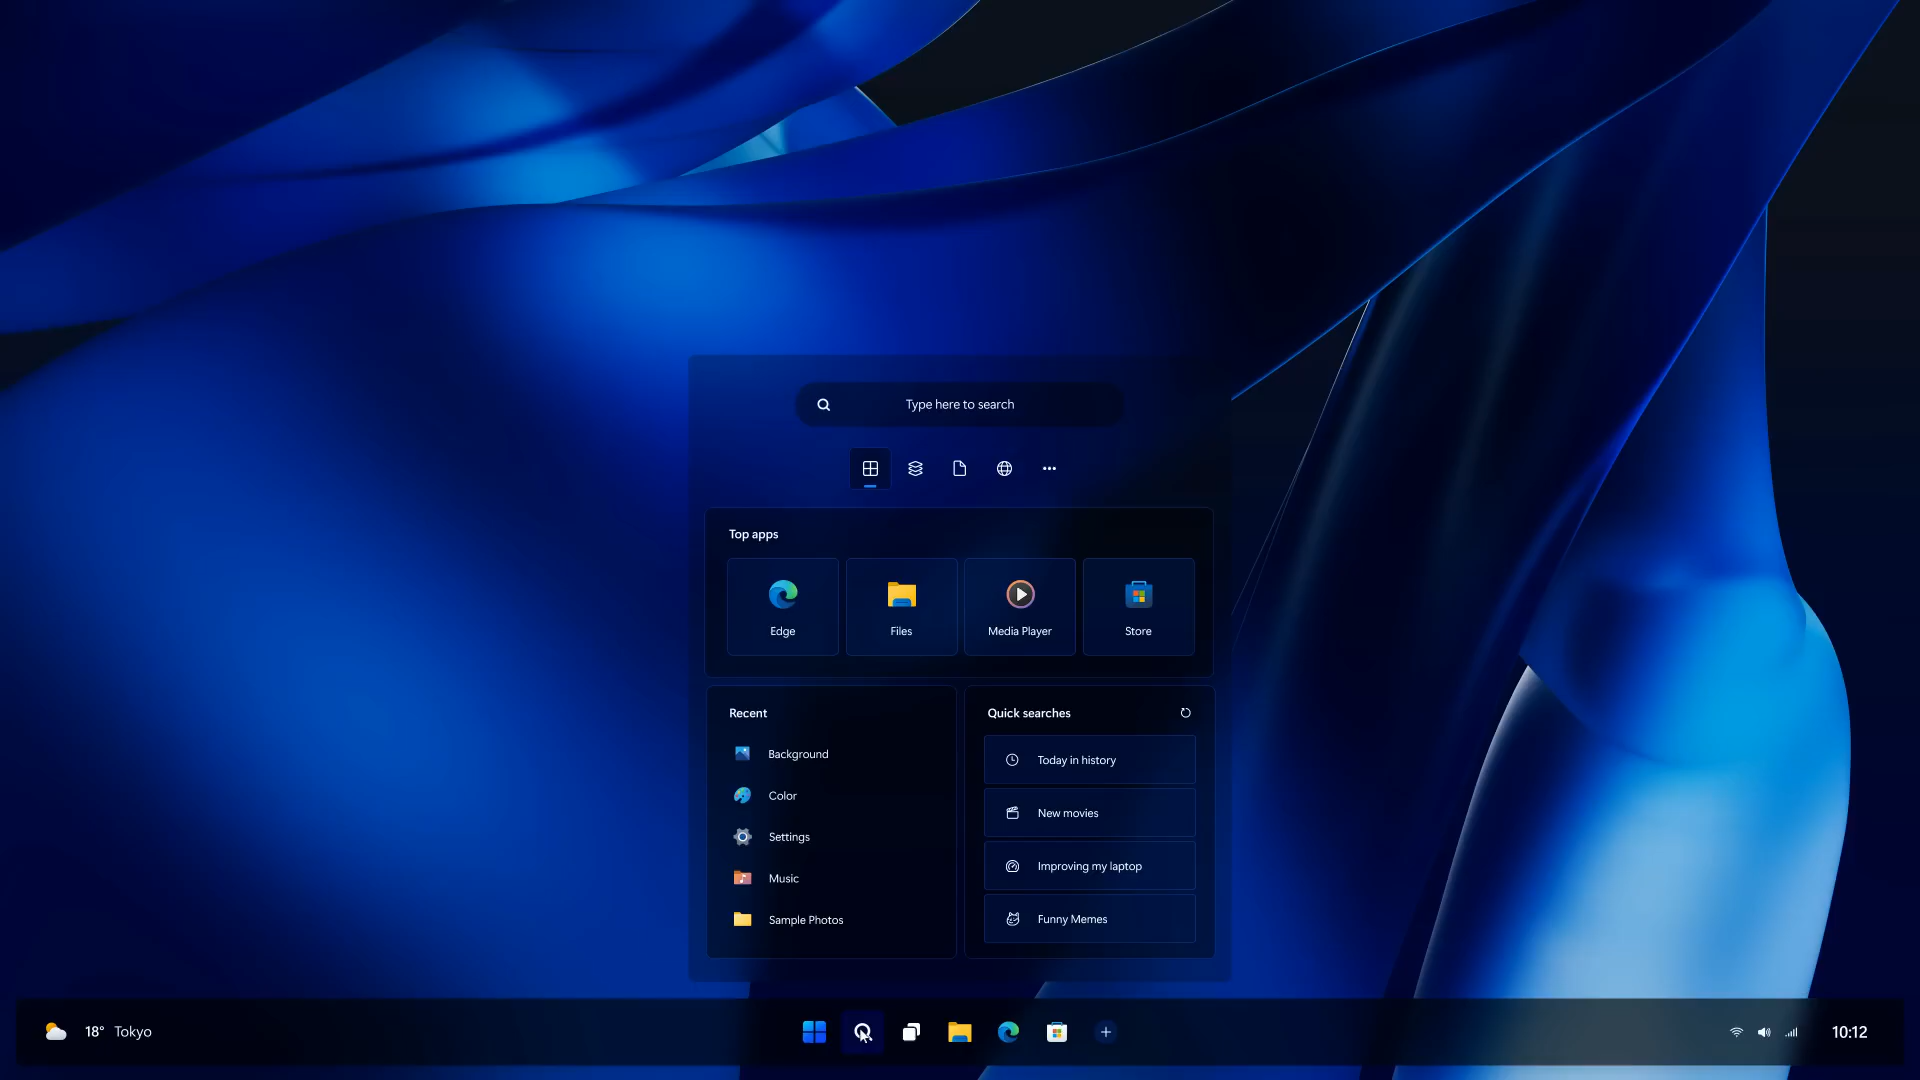 Type here to search
Top apps
Edge
Files
Media Player
Store
Recent
Background
Color
Settings
Music
Sample Photos
Quick searches
Today in history
New movies
Improving my laptop
Funny Memes
18° Tokyo
10:12